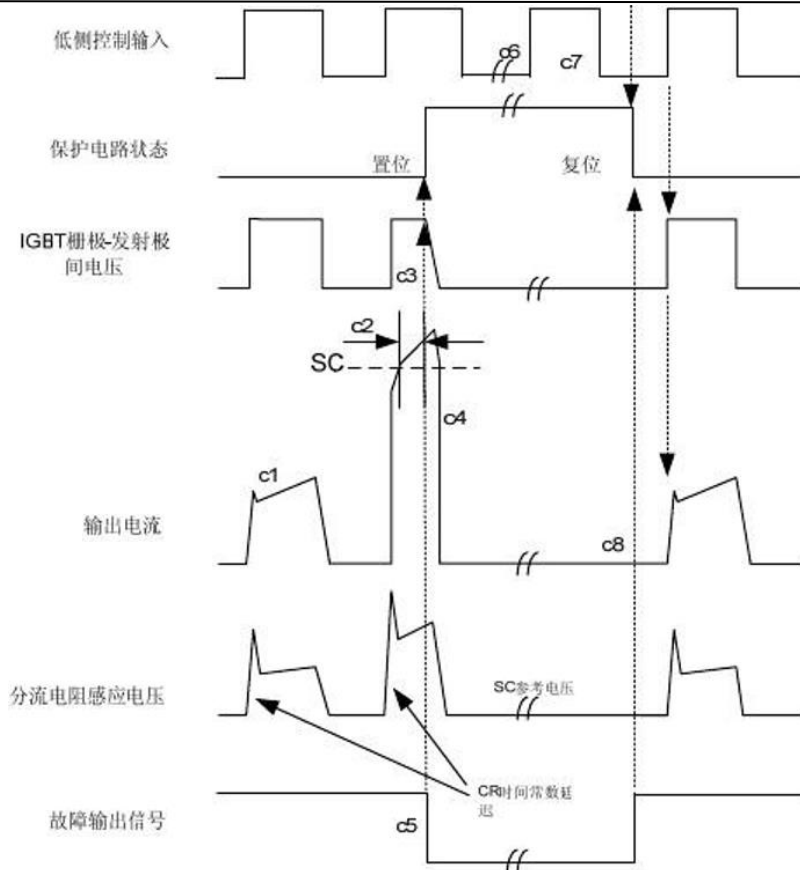 低侧控制输入
c6
c7
保护电路状态
置位
复位
IGBT栅极-发射极
间电压
c3
c2
SC
c4
c1
输出电流
c8
分流电阻感应电压
SC参考电压
CR时间常数延
迟
故障输出信号
c5